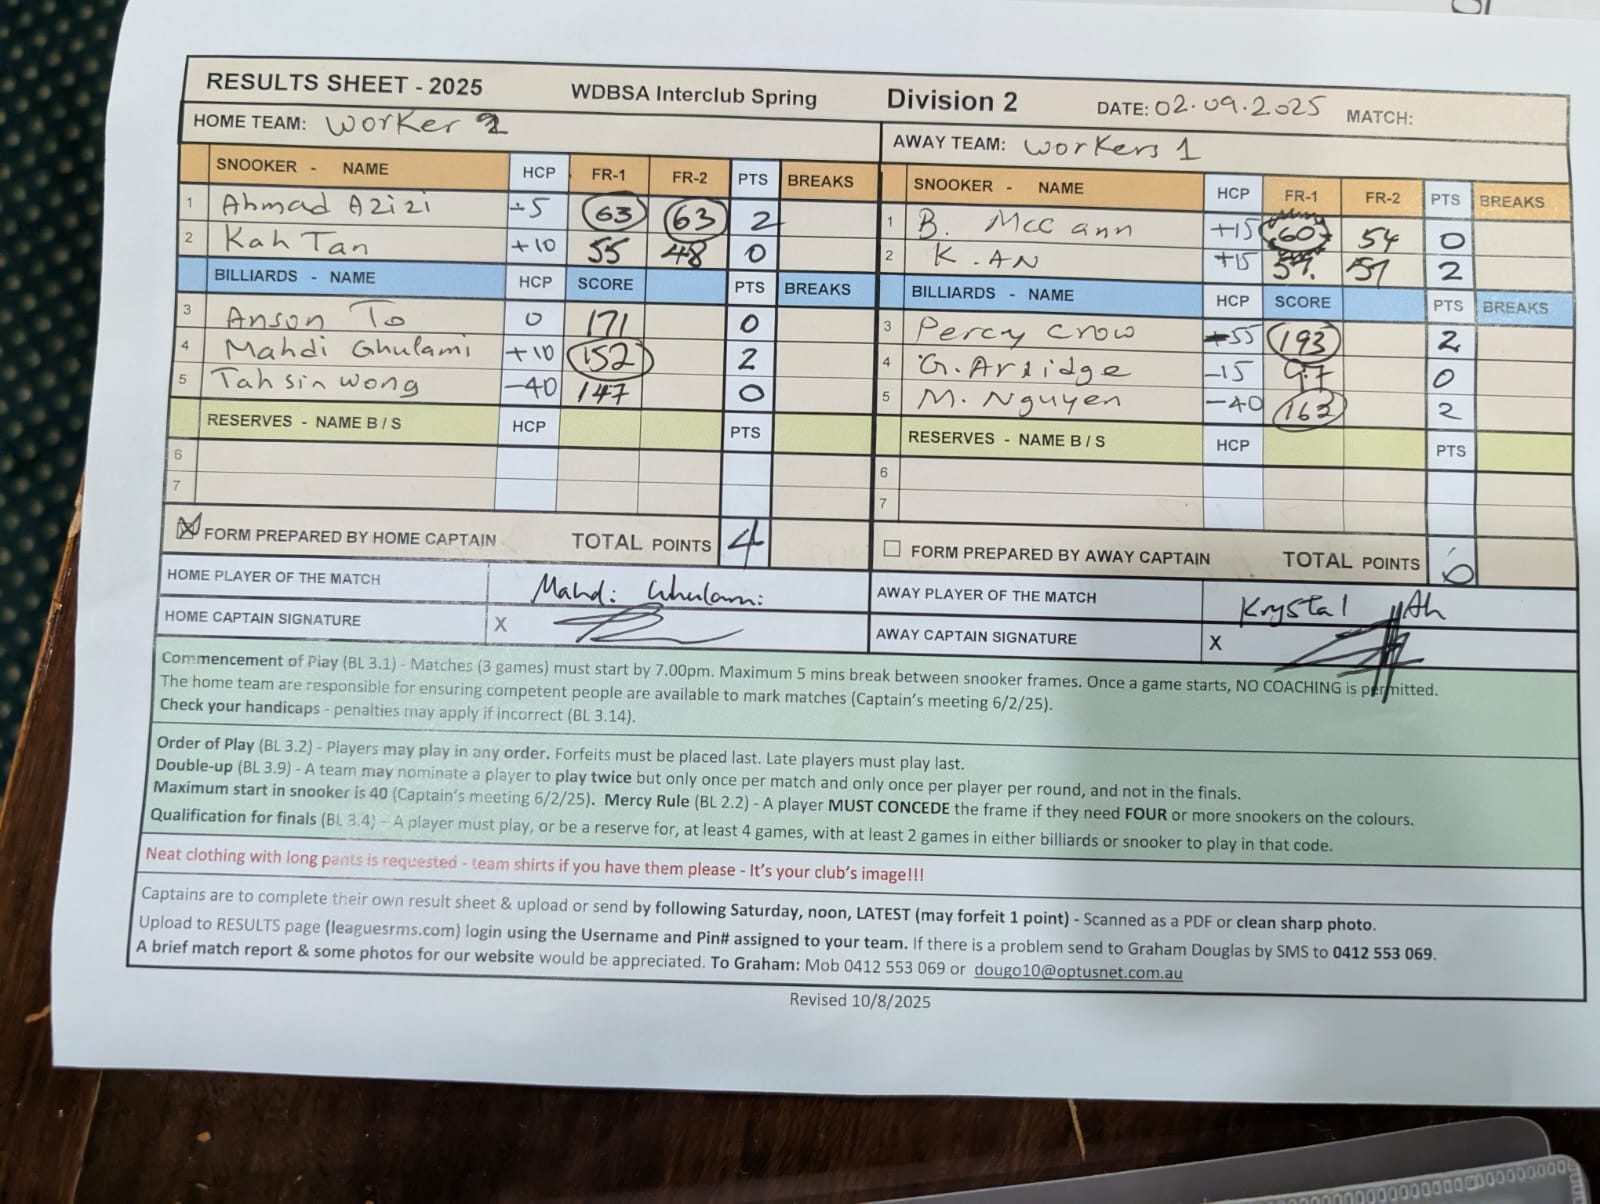 RESULTS SHEET - 2025 WDBSA Interclub Spring Division 2 DATE: 02.09.2025 MATCH:
HOME TEAM: Worker 2 AWAY TEAM: Workers 1
SNOOKER - NAME HCP FR-1 FR-2 PTS BREAKS SNOOKER - NAME HCP FR-1 FR-2 PTS BREAKS
1 Ahmad Azizi +5 63 63 2 1 B. McCann +15 60 54 0
2 Kah Tan +10 55 48 0 2 K. AN +15 57 2
BILLIARDS - NAME HCP SCORE PTS BREAKS BILLIARDS - NAME HCP SCORE PTS BREAKS
3 Anson To 0 171 0 3 Percy Crow 55 193 2
4 Mahdi Ghulami +10 152 2 4 G. -15 97 0
5 Tahsin Wong -40 147 0 5 M. Nguyen -40 2
RESERVES - NAME B / S HCP PTS RESERVES - NAME B / S HCP PTS
6 6
7 7
FORM PREPARED BY HOME CAPTAIN TOTAL POINTS 4 FORM PREPARED BY AWAY CAPTAIN TOTAL POINTS 6
HOME PLAYER OF THE MATCH Mahdi Ghulami AWAY PLAYER OF THE MATCH Krystal
HOME CAPTAIN SIGNATURE X AWAY CAPTAIN SIGNATURE X
Commencement of Play (BL 3.1) - Matches (3 games) must start by 7.00pm. Maximum 5 mins break between snooker frames. Once a game starts, NO COACHING is permitted.
The home team are responsible for ensuring competent people are available to mark matches (Captain's meeting 6/2/25).
Check your handicaps - penalties may apply if incorrect (BL 3.14).
Order of Play (BL 3.2) - Players may play in any order. Forfeits must be placed last. Late players must play last.
Double-up (BL 3.9) - A team may nominate a player to play twice but only once per match and only once per player per round, and not in the finals.
Maximum start in snooker is 40 (Captain's meeting 6/2/25). Mercy Rule (BL 2.2) - A player MUST CONCEDE the frame if they need FOUR or more snookers on the colours.
Qualification for finals (BL 3.4) - A player must play, or be a reserve for, at least 4 games, with at least 2 games in either billiards or snooker to play in that code.
Neat clothing with long pants is requested - team shirts if you have them please - It's your club's image!!!
Captains are to complete their own result sheet & upload or send by following Saturday, noon, LATEST (may forfeit 1 point) - Scanned as a PDF or clean sharp photo.
Upload to RESULTS page (leaguesrms.com) login using the Username and Pin# assigned to your team. If there is a problem send to Graham Douglas by SMS to 0412 553 069.
A brief match report & some photos for our website would be appreciated. To Graham: Mob 0412 553 069 or dougo10@optusnet.com.au
Revised 10/8/2025